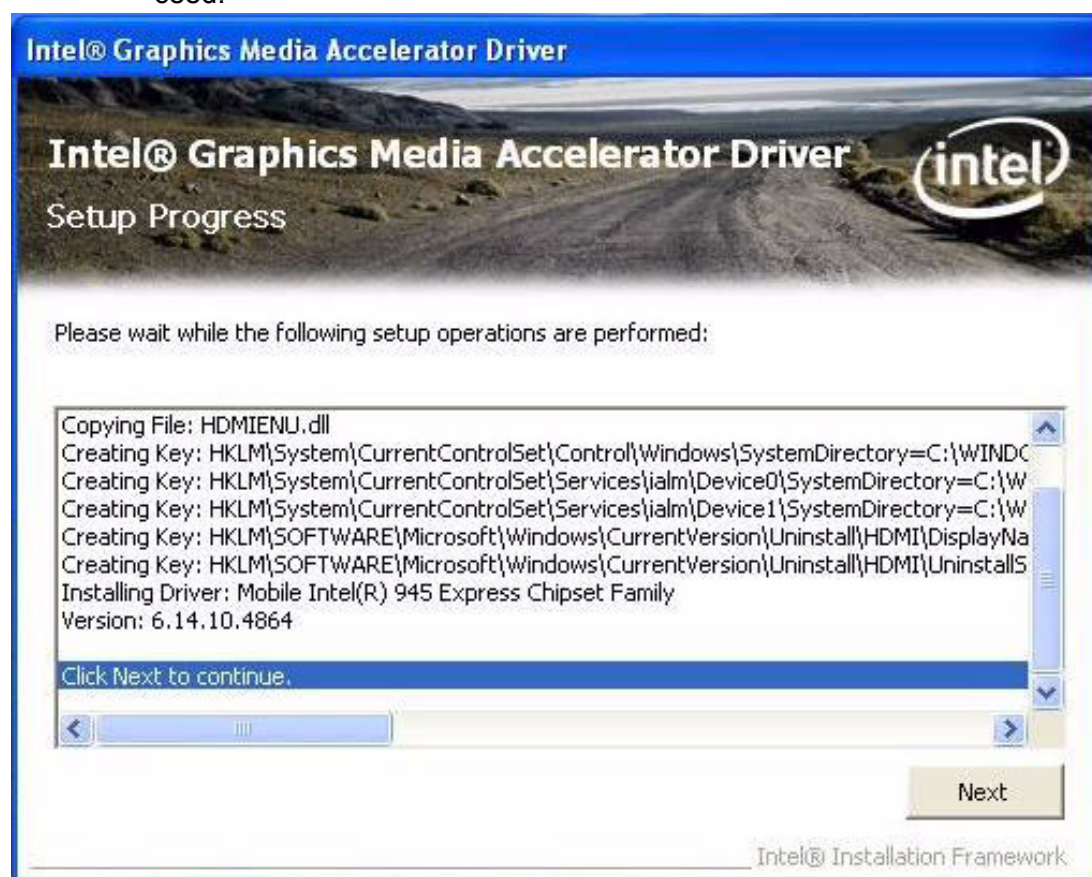 Intel® Graphics Media Accelerator Driver
Intel® Graphics Media Accelerator Driver
intel
Setup Progress
Please wait while the following setup operations are performed:
Copying File: HDMIENU.dll
Creating Key: HKLM\System\CurrentControlSet\Control\Windows\SystemDirectory=C:\WINDO
Creating Key: HKLM\System\CurrentControlSet\Services\ialm\Device0\SystemDirectory=C:\W
Creating Key: HKLM\System\CurrentControlSet\Services\ialm\Device1\SystemDirectory=C:\W
Creating Key: HKLM\SOFTWARE\Microsoft\Windows\CurrentVersion\Uninstall\HDMI\DisplayNa
Creating Key: HKLM\SOFTWARE\Microsoft\Windows\CurrentVersion\Uninstall\HDMI\UninstallS
Installing Driver: Mobile Intel(R) 945 Express Chipset Family
Version: 6.14.10.4864
Click Next to continue.
Next
Intel® Installation Framework